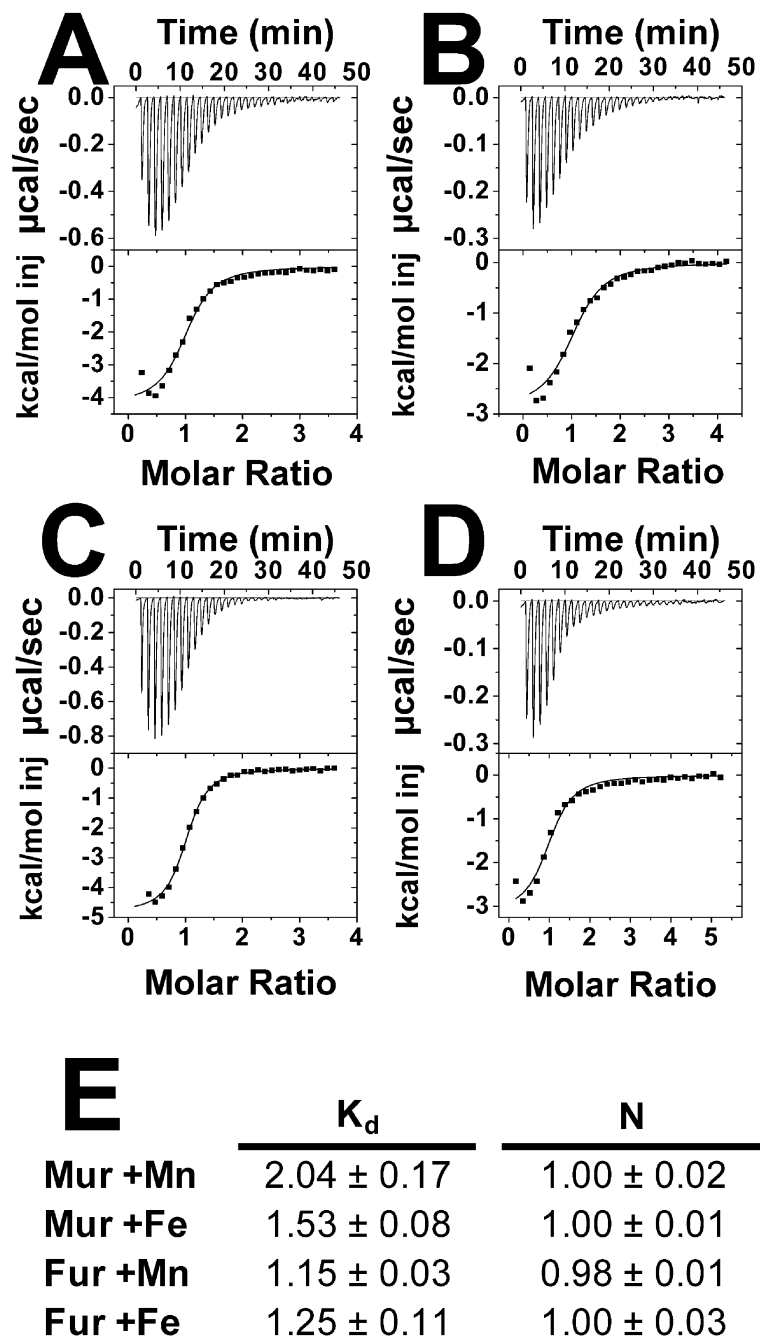 A
Time (min)
0 10 20 30 40 50
0.0
-0.2
-0.4
-0.6
µcal/sec
0
-1
-2
-3
-4
kcal/mol inj
0 1 2 3 4
Molar Ratio
B
Time (min)
0 10 20 30 40 50
0.0
-0.1
-0.2
-0.3
µcal/sec
0
-1
-2
-3
kcal/mol inj
0 1 2 3 4
Molar Ratio
C
Time (min)
0 10 20 30 40 50
0.0
-0.2
-0.4
-0.6
-0.8
µcal/sec
0
-1
-2
-3
-4
-5
kcal/mol inj
0 1 2 3 4
Molar Ratio
D
Time (min)
0 10 20 30 40 50
0.0
-0.1
-0.2
-0.3
µcal/sec
0
-1
-2
-3
kcal/mol inj
0 1 2 3 4 5
Molar Ratio
E
Kd N
Mur +Mn 2.04 ± 0.17 1.00 ± 0.02
Mur +Fe 1.53 ± 0.08 1.00 ± 0.01
Fur +Mn 1.15 ± 0.03 0.98 ± 0.01
Fur +Fe 1.25 ± 0.11 1.00 ± 0.03